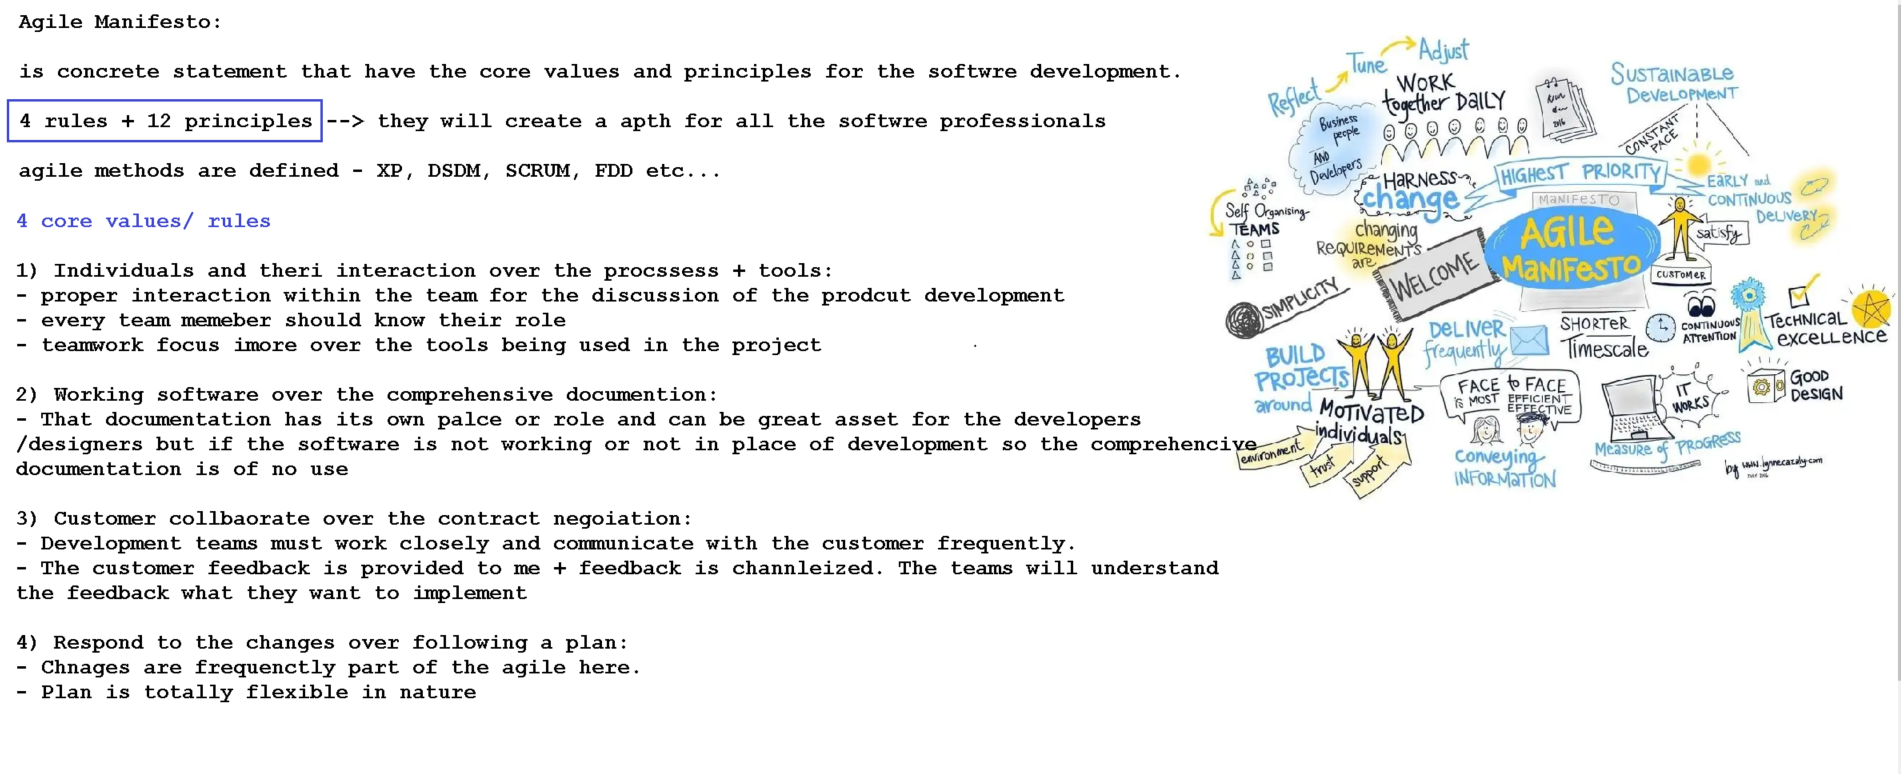 Agile Manifesto:
is concrete statement that have the core values and principles for the softwre development.
4 rules + 12 principles --> they will create a apth for all the softwre professionals
agile methods are defined - XP, DSDM, SCRUM, FDD etc...
4 core values/ rules
1) Individuals and theri interaction over the procssess + tools:
- proper interaction within the team for the discussion of the prodcut development
- every team memeber should know their role
- teamwork focus imore over the tools being used in the project
2) Working software over the comprehensive documention:
- That documentation has its own palce or role and can be great asset for the developers
/designers but if the software is not working or not in place of development so the comprehencive
documentation is of no use
3) Customer collbaorate over the contract negoiation:
- Development teams must work closely and communicate with the customer frequently.
- The customer feedback is provided to me + feedback is channleized. The teams will understand
the feedback what they want to implement
4) Respond to the changes over following a plan:
- Chnages are frequenctly part of the agile here.
- Plan is totally flexible in nature
Reflect
Tune
Adjust
WORK
together DAILY
Business
people
AND
Developers
SUSTAINABLE
DEVELOPMENT
CONSTANT
PACE
HARNESS
change
changing
REQUIREMENTS
are
WELCOME
HIGHEST PRIORITY
EARLY and
CONTINUOUS
DELIVERY
satisfy
CUSTOMER
MANIFESTO
AGILE
MANIFESTO
Self Organising
TEAMS
SIMPLICITY
BUILD
PROJECTS
around
MOTIVATED
individuals
environment
trust
support
DELIVER
frequently
SHORTER
Timescale
CONTINUOUS
ATTENTION
TECHNICAL
EXCELLENCE
GOOD
DESIGN
FACE to FACE
is MOST EFFICIENT
EFFECTIVE
Conveying
INFORMATION
IT
WORKS
MEASURE of PROGRESS
by www.lynnecazaly.com